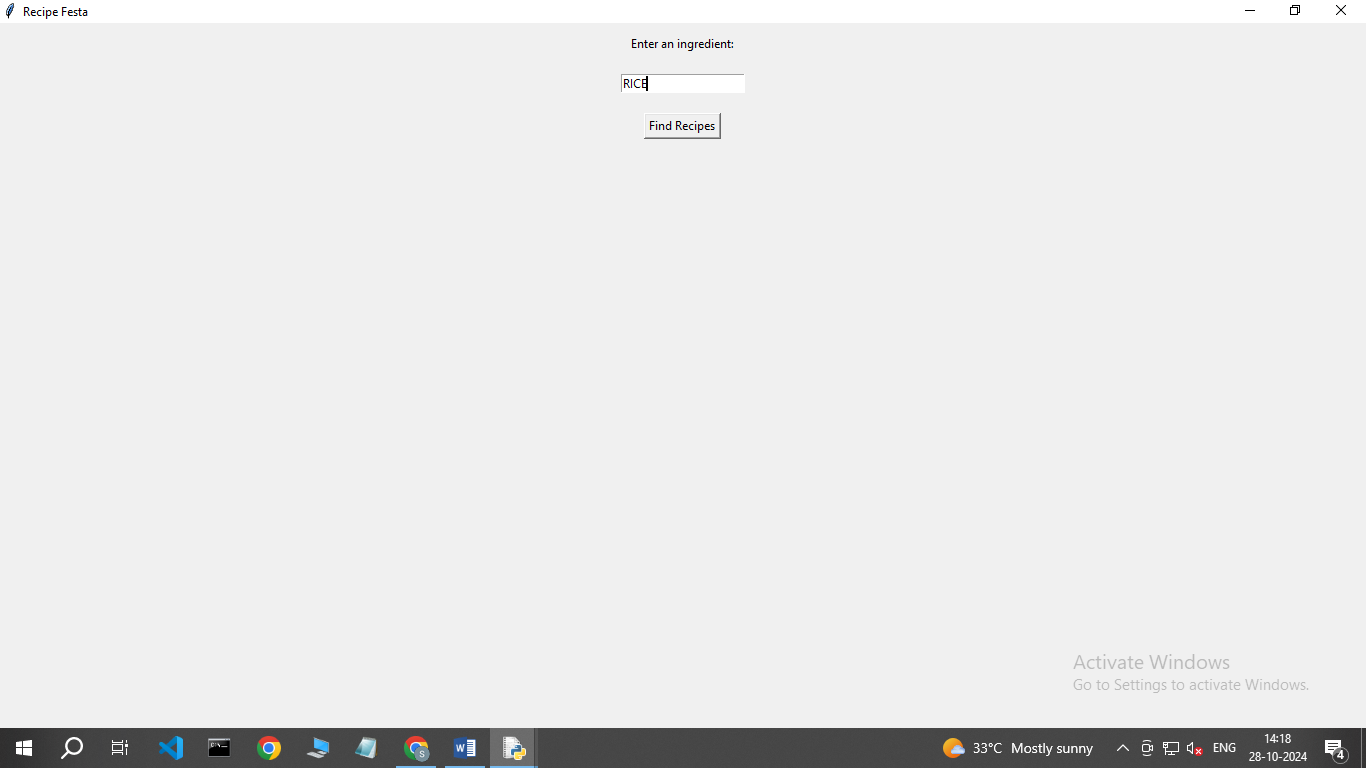 Recipe Festa
Enter an ingredient:
RICE
Find Recipes
Activate Windows
Go to Settings to activate Windows.
33°C Mostly sunny
ENG
14:18
28-10-2024
4
S
W
C:\